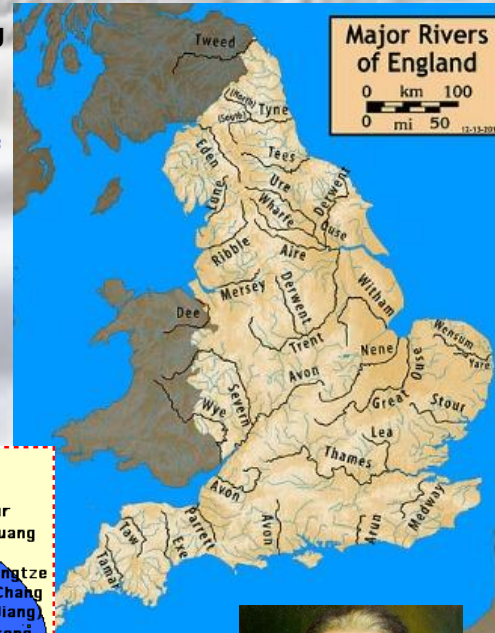 Major Rivers
of England
0 km 100
0 mi 50
Tweed
(North)
Tyne
(South)
Eden
Tees
Ure
Lune
Wharfe
Derwent
Ouse
Ribble
Aire
Mersey
Derwent
Witham
Dee
Trent
Nene
Wensum
Yare
Ouse
Avon
Severn
Wye
Great
Stour
Lea
Thames
Avon
Medway
Parrett
Avon
Arun
Taw
Exe
Tamar
ur
uang
ngtze
Chang
Jiang)